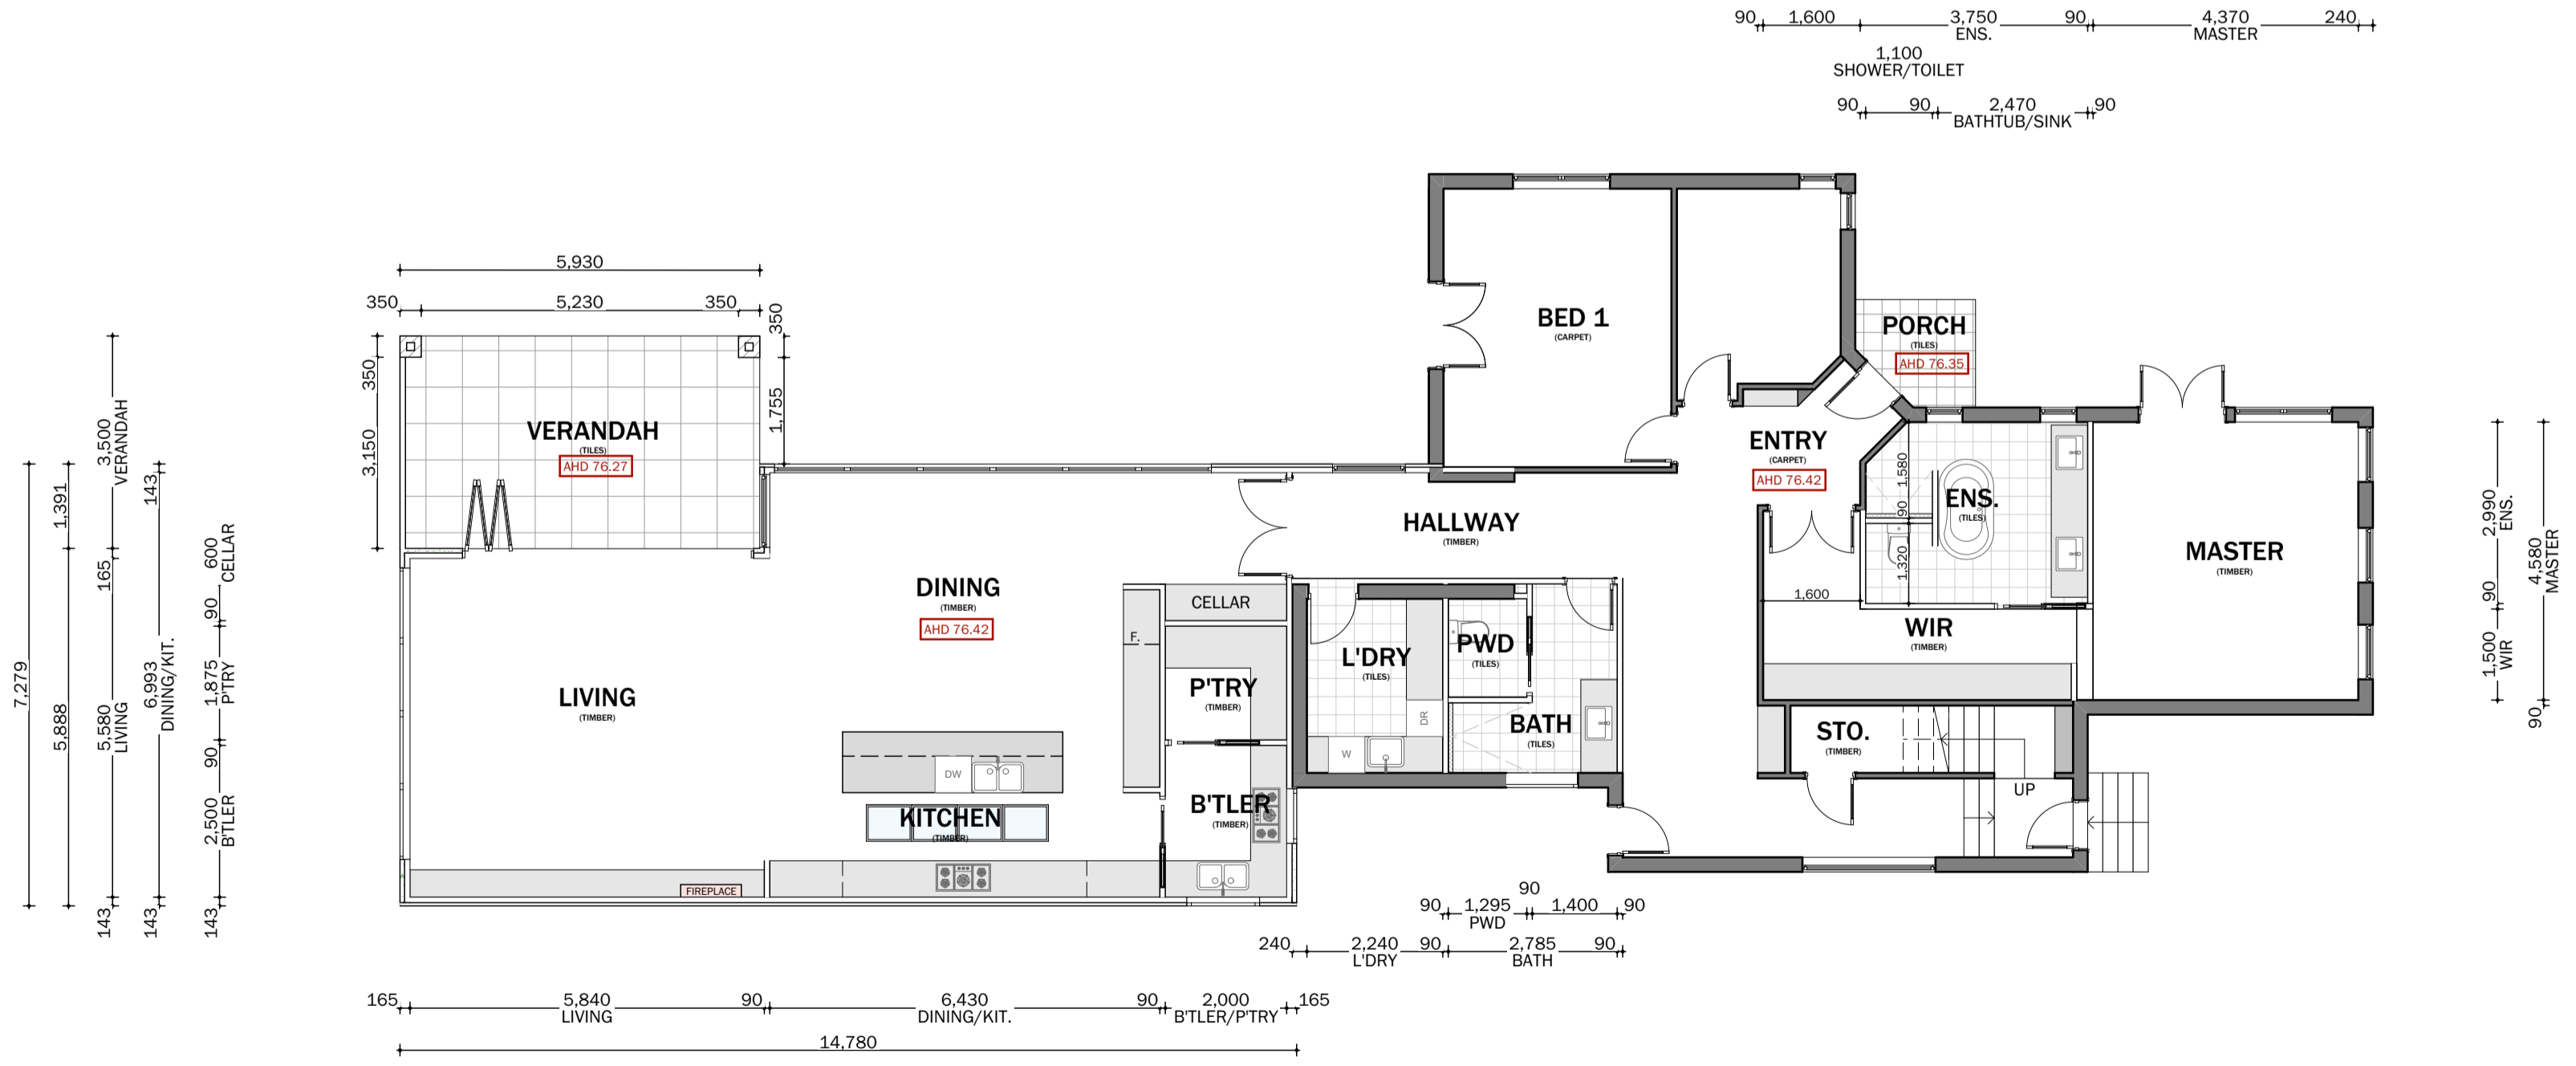 90 1,600 3,750 90 4,370 240
ENS. MASTER
1,100
SHOWER/TOILET
90 90 2,470 90
BATHTUB/SINK
5,930
350 5,230 350
350
1,755
350
3,150
VERANDAH
(TILES)
AHD 76.27
BED 1
(CARPET)
PORCH
(TILES)
AHD 76.35
ENTRY
(CARPET)
AHD 76.42
1,580
90
1,320
ENS.
(TILES)
HALLWAY
(TIMBER)
MASTER
(TIMBER)
DINING
(TIMBER)
AHD 76.42
CELLAR
F.
1,600
WIR
(TIMBER)
L'DRY
(TILES)
PWD
(TILES)
LIVING
(TIMBER)
P'TRY
(TIMBER)
DR
BATH
(TILES)
STO.
(TIMBER)
W
DW
UP
B'TLER
(TIMBER)
KITCHEN
(TIMBER)
FIREPLACE
7,279
1,391
5,888
3,500
VERANDAH
165
5,580
LIVING
143
143
6,993
DINING/KIT.
143
600
CELLAR
90
1,875
P'TRY
90
2,500
B'TLER
143
2,990
ENS.
90
1,500
WIR
4,580
MASTER
90
90
90 1,295 1,400 90
PWD
240 2,240 90 2,785 90
L'DRY BATH
165 5,840 90 6,430 90 2,000 165
LIVING DINING/KIT. B'TLER/P'TRY
14,780